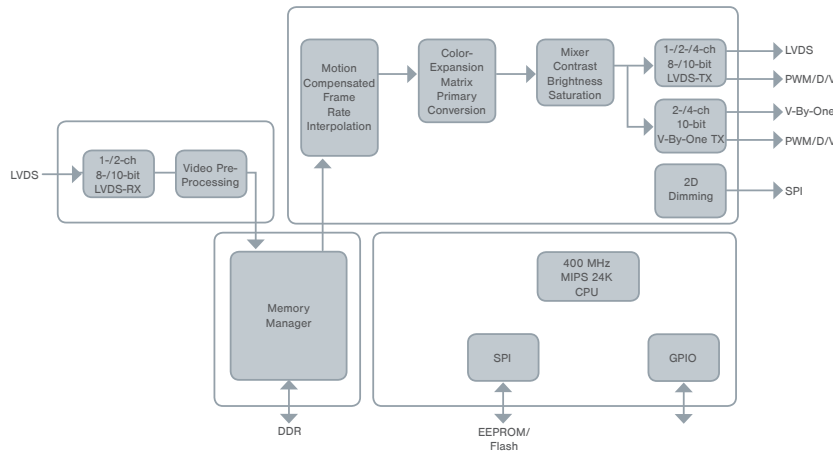 Motion
Compensated
Frame
Rate
Interpolation
Color-
Expansion
Matrix
Primary
Conversion
Mixer
Contrast
Brightness
Saturation
1-/2-/4-ch
8-/10-bit
LVDS-TX
LVDS
PWM/D/V
2-/4-ch
10-bit
V-By-One TX
V-By-One
PWM/D/V
2D
Dimming
SPI
LVDS
1-/2-ch
8-/10-bit
LVDS-RX
Video Pre-
Processing
Memory
Manager
DDR
400 MHz
MIPS 24K
CPU
SPI
GPIO
EEPROM/
Flash